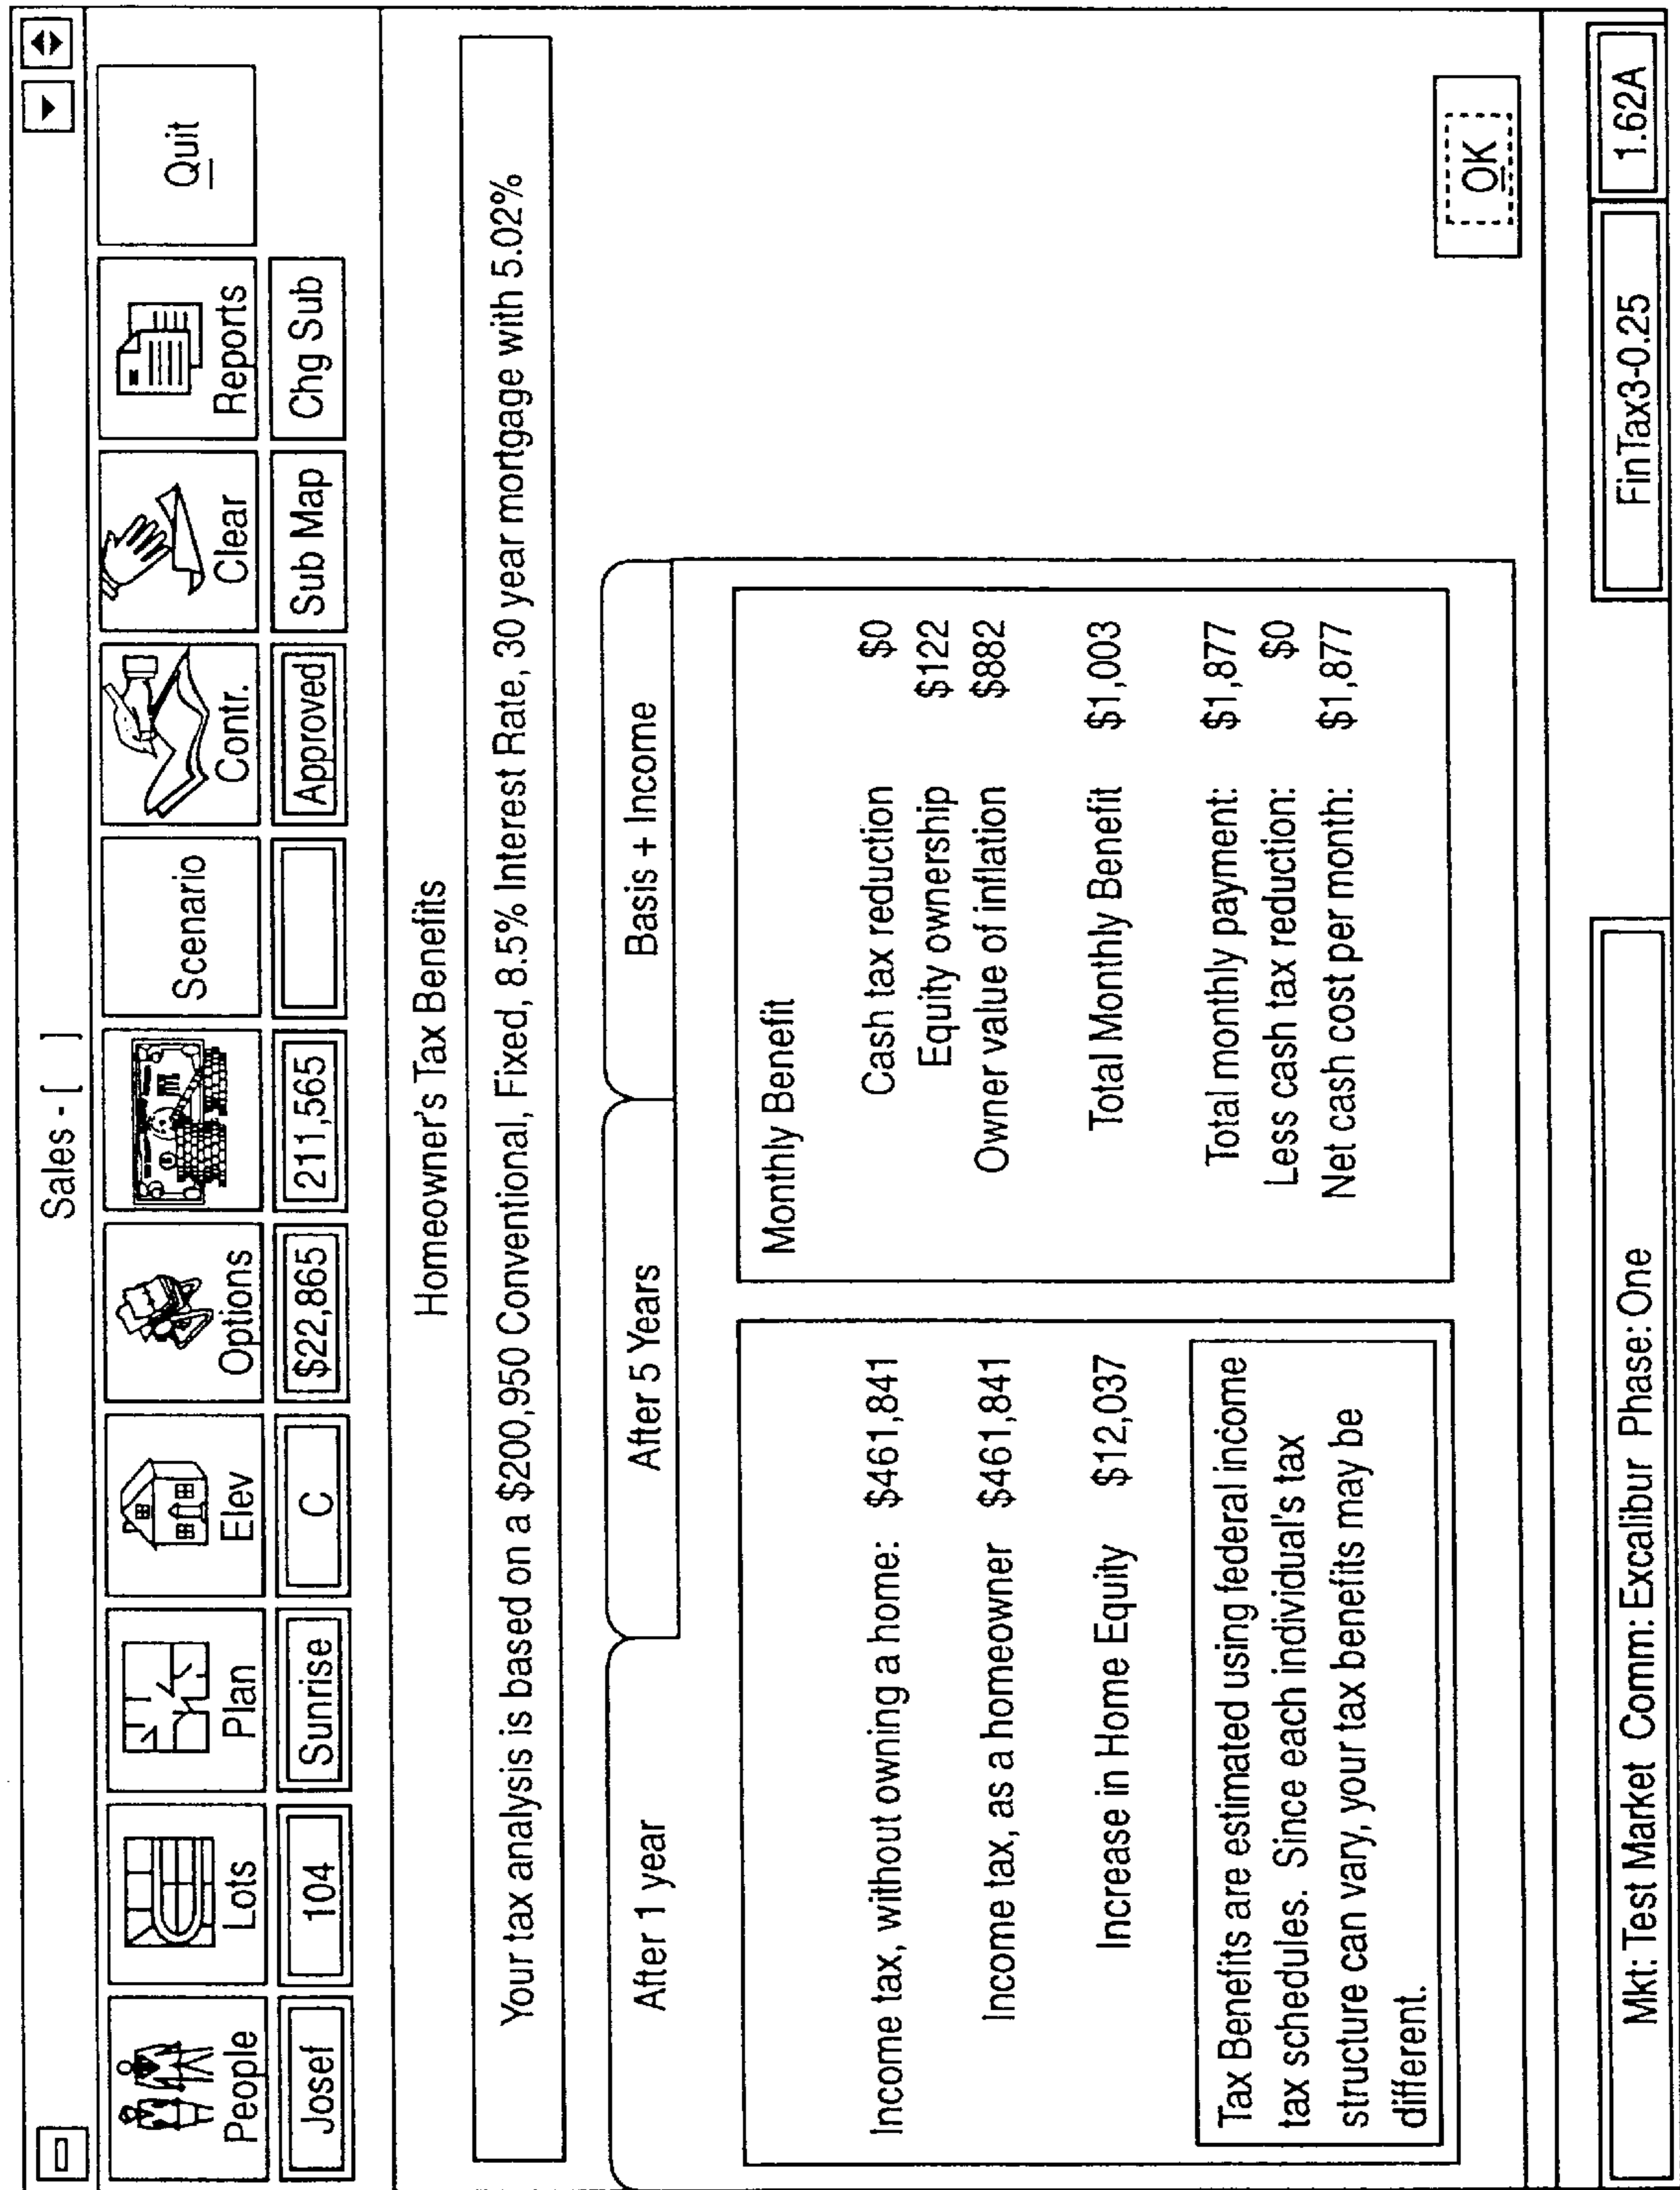 Sales - [ ]
People
Lots
Plan
Elev
Options
Scenario
Contr.
Clear
Reports
Quit
Josef
104
Sunrise
C
$22,865
211,565
Approved
Sub Map
Chg Sub
Homeowner's Tax Benefits
Your tax analysis is based on a $200,950 Conventional, Fixed, 8.5% Interest Rate, 30 year mortgage with 5.02%
After 1 year
After 5 Years
Basis + Income
Income tax, without owning a home: $461,841
Income tax, as a homeowner $461,841
Increase in Home Equity $12,037
Tax Benefits are estimated using federal income
tax schedules. Since each individual's tax
structure can vary, your tax benefits may be
different.
Monthly Benefit
Cash tax reduction $0
Equity ownership $122
Owner value of inflation $882
Total Monthly Benefit $1,003
Total monthly payment: $1,877
Less cash tax reduction: $0
Net cash cost per month: $1,877
OK
Mkt: Test Market Comm: Excalibur Phase: One
FinTax3-0.25
1.62A